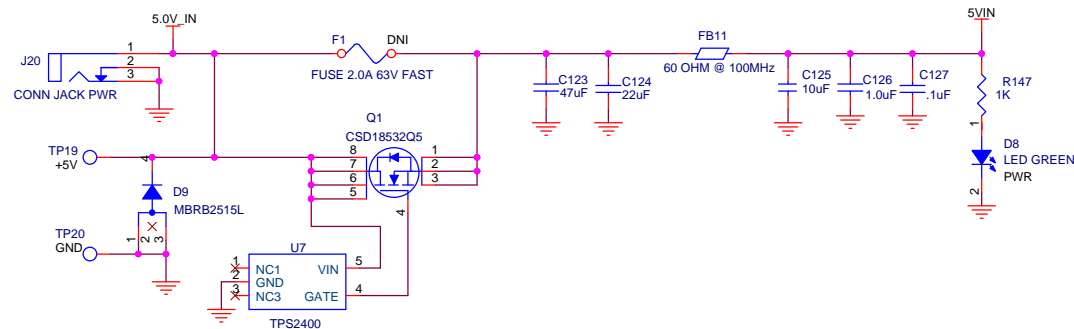 5.0V_IN
5VIN
J20
1
2
3
CONN JACK PWR
F1
DNI
FUSE 2.0A 63V FAST
FB11
60 OHM @ 100MHz
C123
47uF
C124
22uF
C125
10uF
C126
1.0uF
C127
.1uF
R147
1K
1
D8
LED GREEN
PWR
2
Q1
CSD18532Q5
8
7
6
5
1
2
3
4
TP19
+5V
4
D9
MBRB2515L
TP20
GND
1
2
3
U7
1
NC1
2
GND
3
NC3
VIN
5
GATE
4
TPS2400